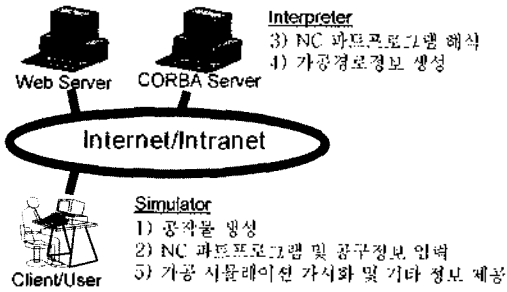 Interpreter
3) NC 파트프로그램 해석
4) 가공경로정보 생성
Web Server
CORBA Server
Internet/Intranet
Simulator
1) 공작물 생성
2) NC 파트프로그램 및 공구정보 입력
5) 가공 시뮬레이션 가시화 및 기타 정보 제공
Client/User